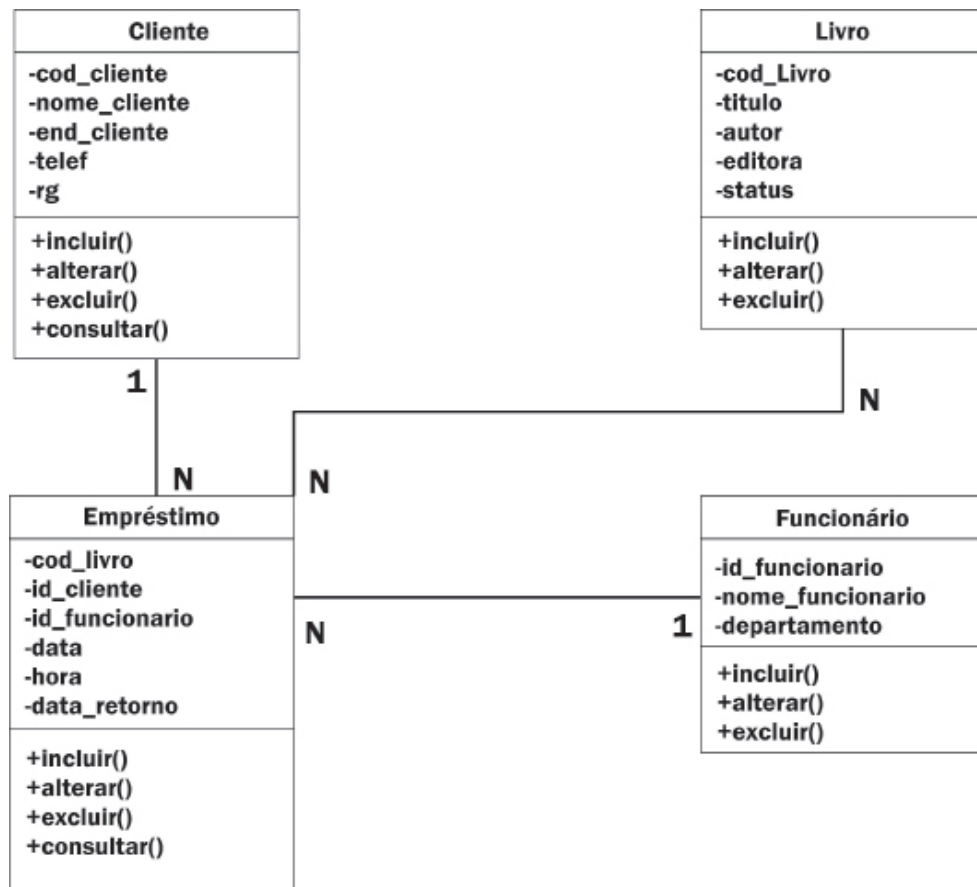 Cliente
-cod_cliente
-nome_cliente
-end_cliente
-telef
-rg
+incluir()
+alterar()
+excluir()
+consultar()
Livro
-cod_Livro
-titulo
-autor
-editora
-status
+incluir()
+alterar()
+excluir()
1
N
N
N
Empréstimo
-cod_livro
-id_cliente
-id_funcionario
-data
-hora
-data_retorno
+incluir()
+alterar()
+excluir()
+consultar()
N
1
Funcionário
-id_funcionario
-nome_funcionario
-departamento
+incluir()
+alterar()
+excluir()